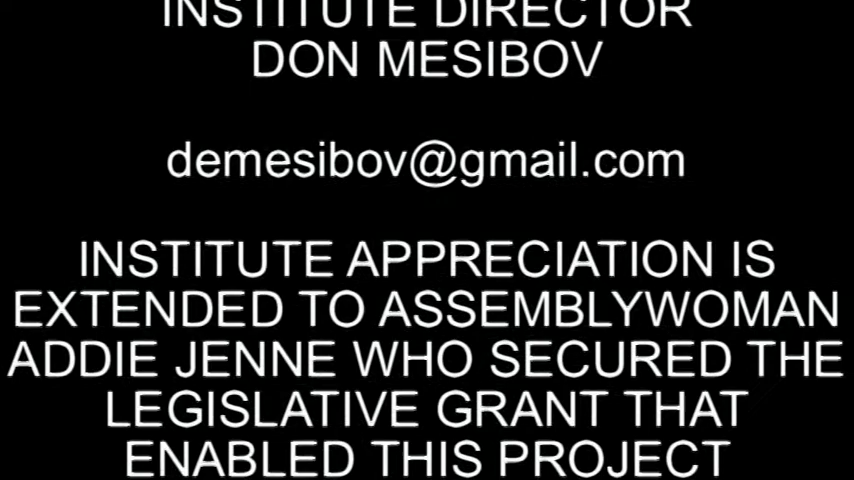 INSTITUTE DIRECTOR
DON MESIBOV
demesibov@gmail.com
INSTITUTE APPRECIATION IS
EXTENDED TO ASSEMBLYWOMAN
ADDIE JENNE WHO SECURED THE
LEGISLATIVE GRANT THAT
ENABLED THIS PROJECT